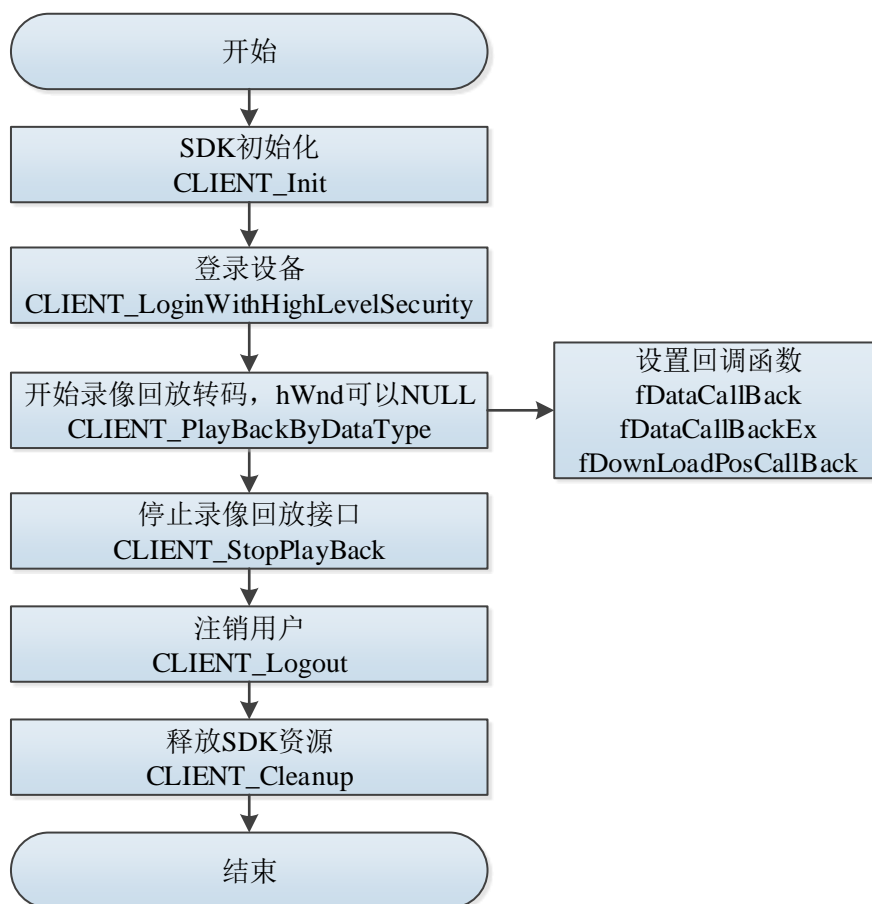 开始
SDK初始化
CLIENT_Init
登录设备
CLIENT_LoginWithHighLevelSecurity
开始录像回放转码，hWnd可以NULL
CLIENT_PlayBackByDataType
设置回调函数
fDataCallBack
fDataCallBackEx
fDownLoadPosCallBack
停止录像回放接口
CLIENT_StopPlayBack
注销用户
CLIENT_Logout
释放SDK资源
CLIENT_Cleanup
结束